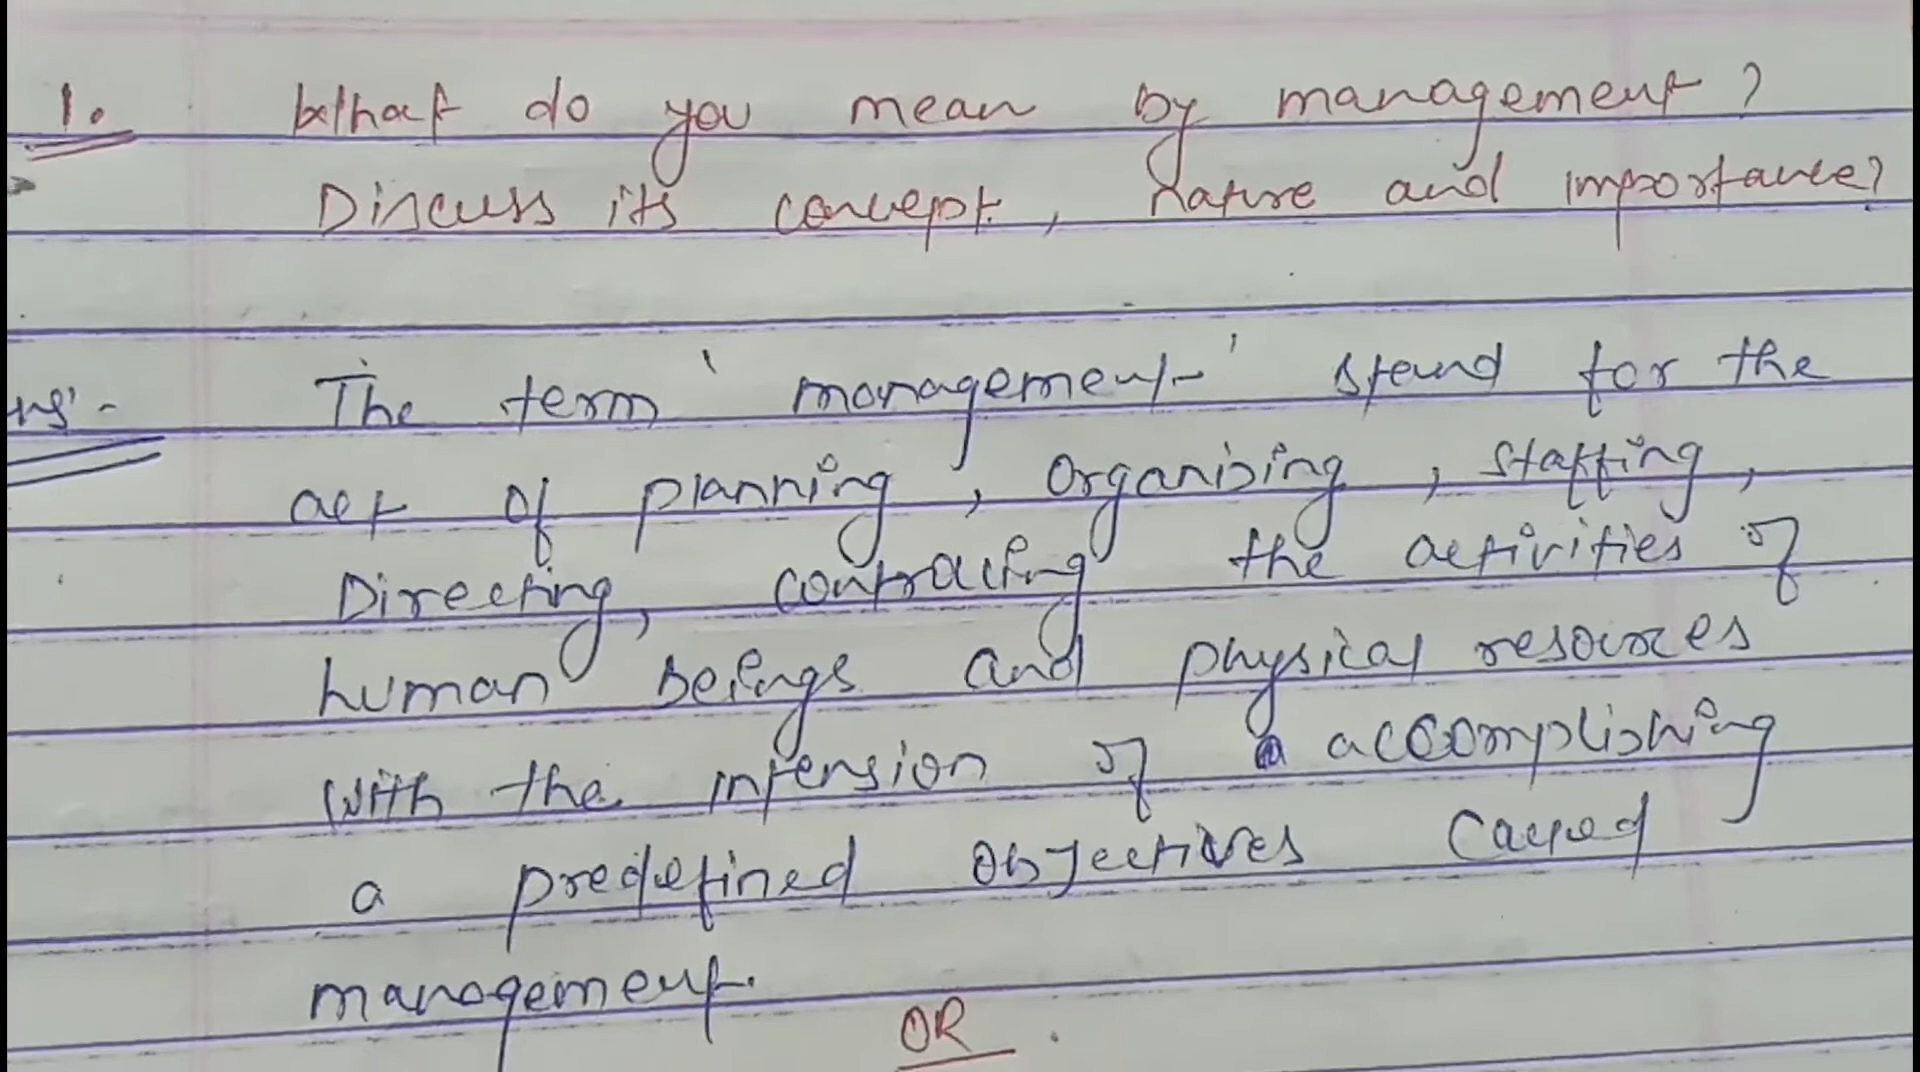 1. What do you mean by management?
Discuss its concept, nature and importance?
Ans'- The term 'management' stand for the
act of planning, organising, staffing,
Directing, controlling the activities of
human beings and physical resources
with the intension of a accomplishing
a predefined objectives called
management.
OR